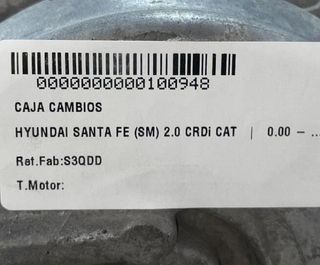 0000000000100948
CAJA CAMBIOS
HYUNDAI SANTA FE (SM) 2.0 CRDi CAT | 0.00 – ...
Ref.Fab:S3QDD
T.Motor: